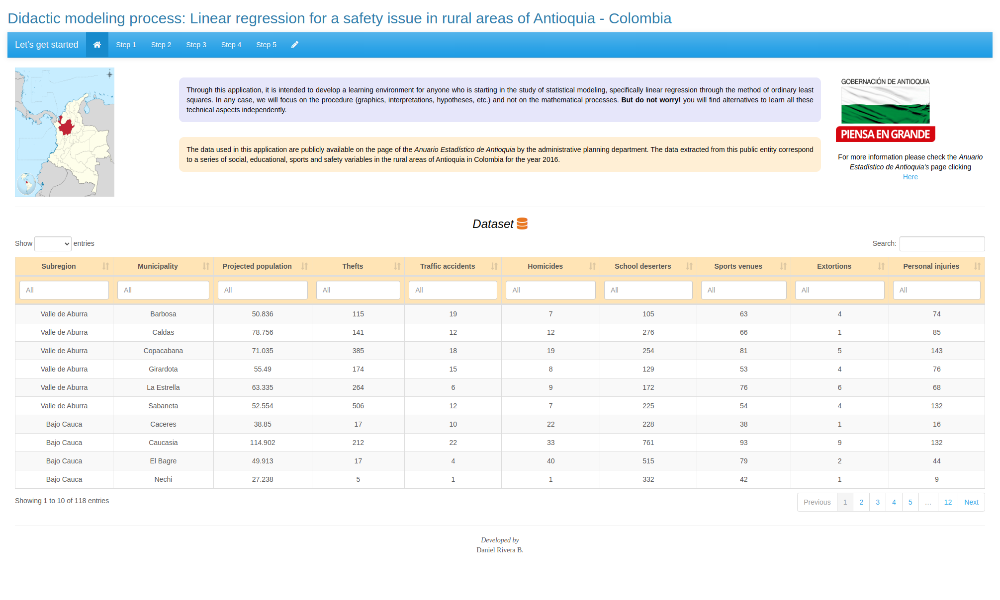 Didactic modeling process: Linear regression for a safety issue in rural areas of Antioquia - Colombia
Let's get started Step 1 Step 2 Step 3 Step 4 Step 5
Through this application, it is intended to develop a learning environment for anyone who is starting in the study of statistical modeling, specifically linear regression through the method of ordinary least
squares. In any case, we will focus on the procedure (graphics, interpretations, hypotheses, etc.) and not on the mathematical processes. But do not worry! you will find alternatives to learn all these
technical aspects independently.
The data used in this application are publicly available on the page of the Anuario Estadístico de Antioquia by the administrative planning department. The data extracted from this public entity correspond
to a series of social, educational, sports and safety variables in the rural areas of Antioquia in Colombia for the year 2016.
GOBERNACIÓN DE ANTIOQUIA
PIENSA EN GRANDE
For more information please check the Anuario
Estadístico de Antioquia's page clicking
Here
Dataset
Show entries Search:
Subregion Municipality Projected population Thefts Traffic accidents Homicides School deserters Sports venues Extortions Personal injuries
All All All All All All All All All All
Valle de Aburra Barbosa 50.836 115 19 7 105 63 4 74
Valle de Aburra Caldas 78.756 141 12 12 276 66 1 85
Valle de Aburra Copacabana 71.035 385 18 19 254 81 5 143
Valle de Aburra Girardota 55.49 174 15 8 129 53 4 76
Valle de Aburra La Estrella 63.335 264 6 9 172 76 6 68
Valle de Aburra Sabaneta 52.554 506 12 7 225 54 4 132
Bajo Cauca Caceres 38.85 17 10 22 228 38 1 16
Bajo Cauca Caucasia 114.902 212 22 33 761 93 9 132
Bajo Cauca El Bagre 49.913 17 4 40 515 79 2 44
Bajo Cauca Nechi 27.238 5 1 1 332 42 1 9
Showing 1 to 10 of 118 entries Previous 1 2 3 4 5 … 12 Next
Developed by
Daniel Rivera B.